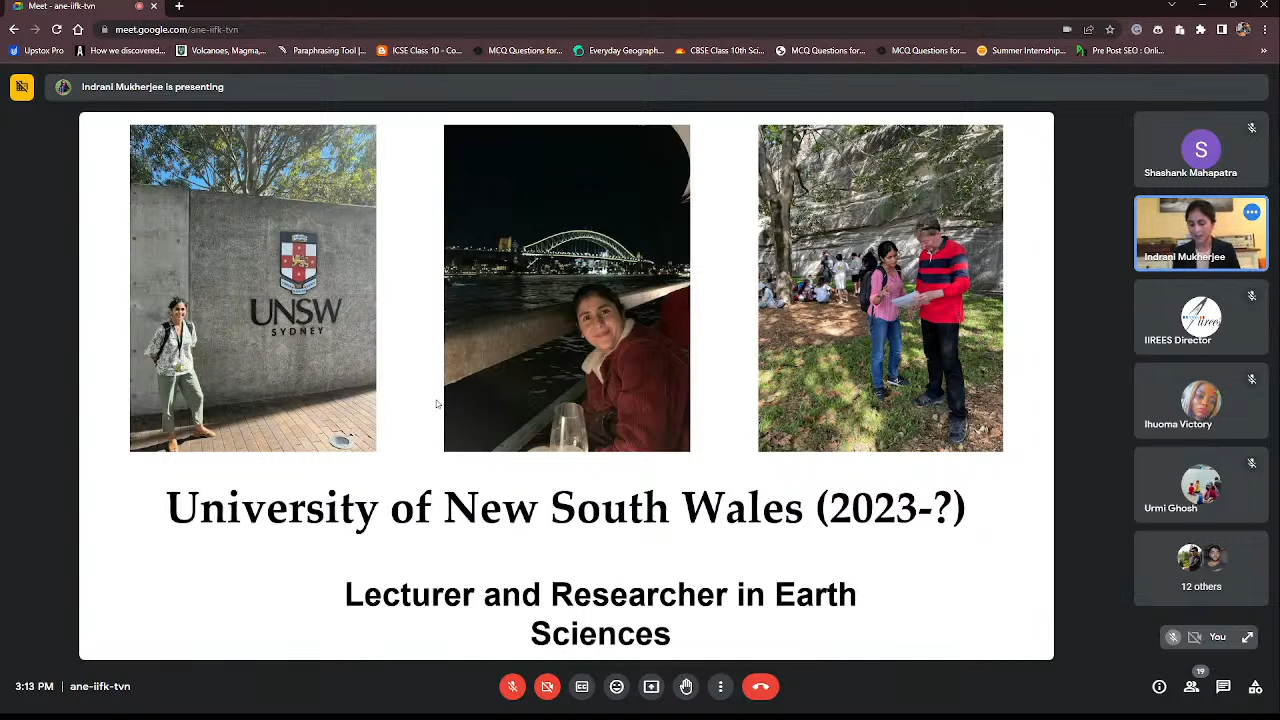 Meet - ane-iifk-tvn
meet.google.com/ane-iifk-tvn
Upstox Pro
How we discovered...
Volcanoes, Magma,...
Paraphrasing Tool |...
ICSE Class 10 - Co...
MCQ Questions for...
Everyday Geograph...
CBSE Class 10th Sci...
MCQ Questions for...
MCQ Questions for...
Summer Internship...
Pre Post SEO : Onli...
Indrani Mukherjee is presenting
UNSW
SYDNEY
University of New South Wales (2023-?)
Lecturer and Researcher in Earth
Sciences
S
Shashank Mahapatra
Indrani Mukherjee
IIREES Director
Ihuoma Victory
Urmi Ghosh
12 others
You
3:13 PM | ane-iifk-tvn
19